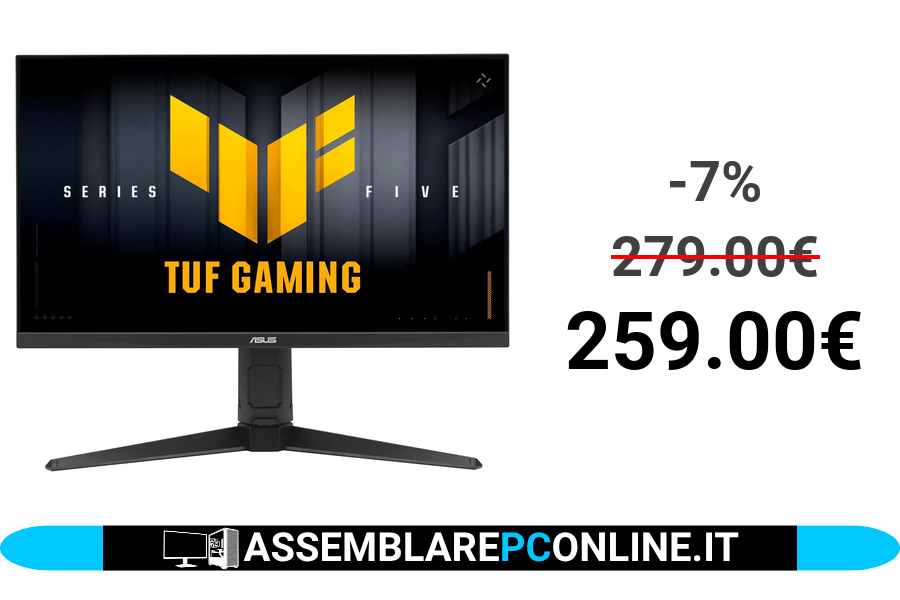 SERIES FIVE
TUF GAMING
ASUS
-7%
279.00€
259.00€
ASSEMBLAREPCONLINE.IT